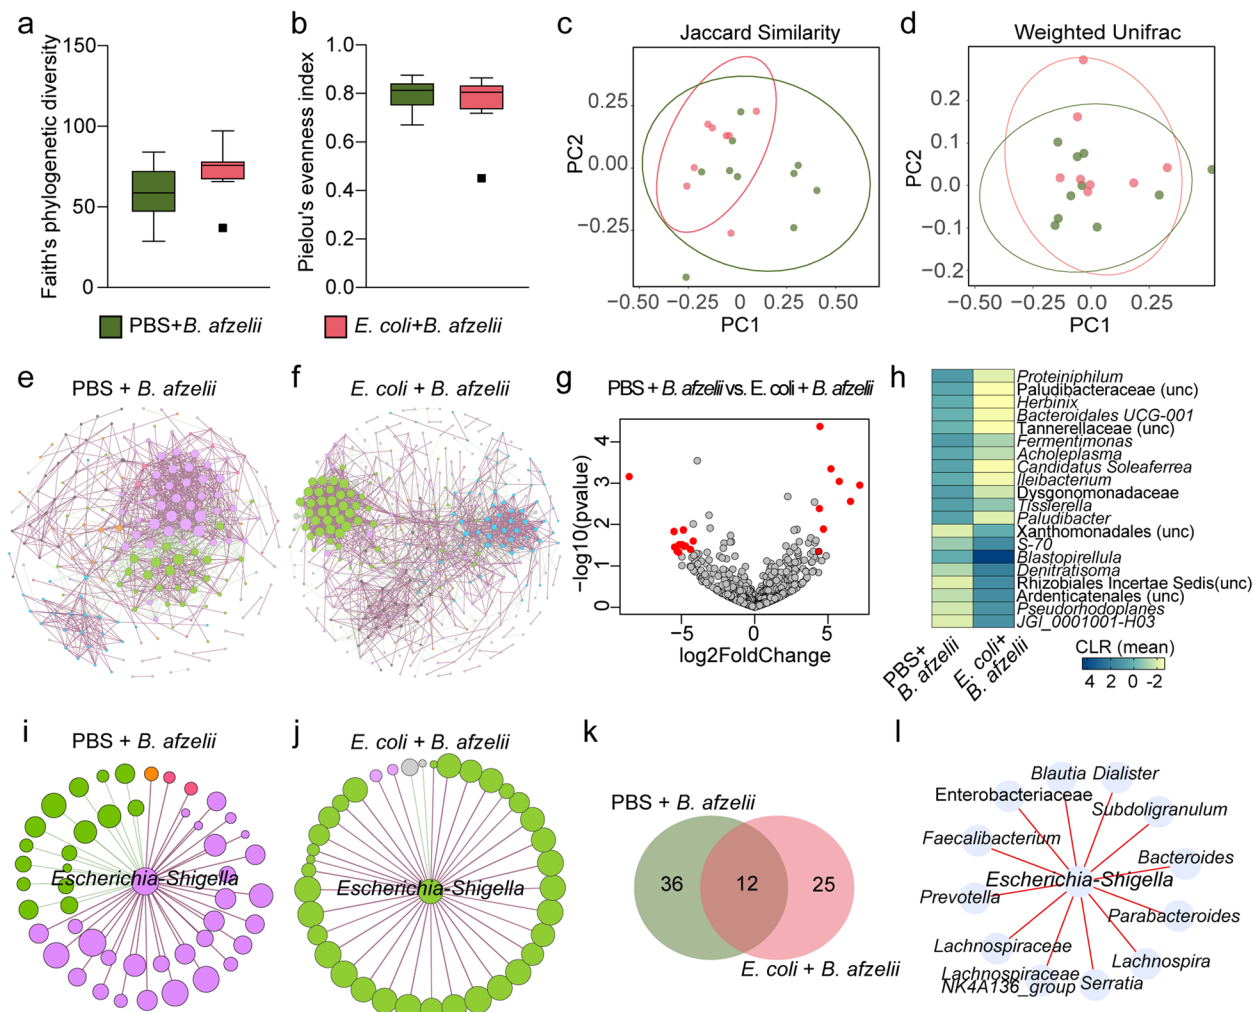 a
Faith's phylogenetic diversity
150
100
50
0
b
Pielou's evenness index
1.0
0.8
0.6
0.4
0.2
0.0
PBS+B. afzelii
E. coli+B. afzelii
c
Jaccard Similarity
PC2
0.25
0.00
−0.25
−0.50 −0.25 0 0.25 0.50
PC1
d
Weighted Unifrac
PC2
0.2
0.1
0.0
−0.1
−0.2
−0.50 −0.25 0.0 0.25
PC1
e
PBS + B. afzelii
f
E. coli + B. afzelii
g
PBS + B. afzelii vs. E. coli + B. afzelii
−log10(pvalue)
4
3
2
1
0
−5 0 5
log2FoldChange
h
Proteiniphilum
Paludibacteraceae (unc)
Herbinix
Bacteroidales UCG-001
Tannerellaceae (unc)
Fermentimonas
Acholeplasma
Candidatus Soleaferrea
Ileibacterium
Dysgonomonadaceae
Tissierella
Paludibacter
Xanthomonadales (unc)
S-70
Blastopirellula
Denitratisoma
Rhizobiales Incertae Sedis(unc)
Ardenticatenales (unc)
Pseudorhodoplanes
JGI_0001001-H03
PBS+
B. afzelii
E. coli+
B. afzelii
CLR (mean)
4 2 0 -2
i
PBS + B. afzelii
Escherichia-Shigella
j
E. coli + B. afzelii
Escherichia-Shigella
k
PBS + B. afzelii
36
12
25
E. coli + B. afzelii
l
Blautia
Dialister
Enterobacteriaceae
Subdoligranulum
Faecalibacterium
Bacteroides
Escherichia-Shigella
Prevotella
Parabacteroides
Lachnospiraceae
Lachnospira
Lachnospiraceae
NK4A136_group
Serratia